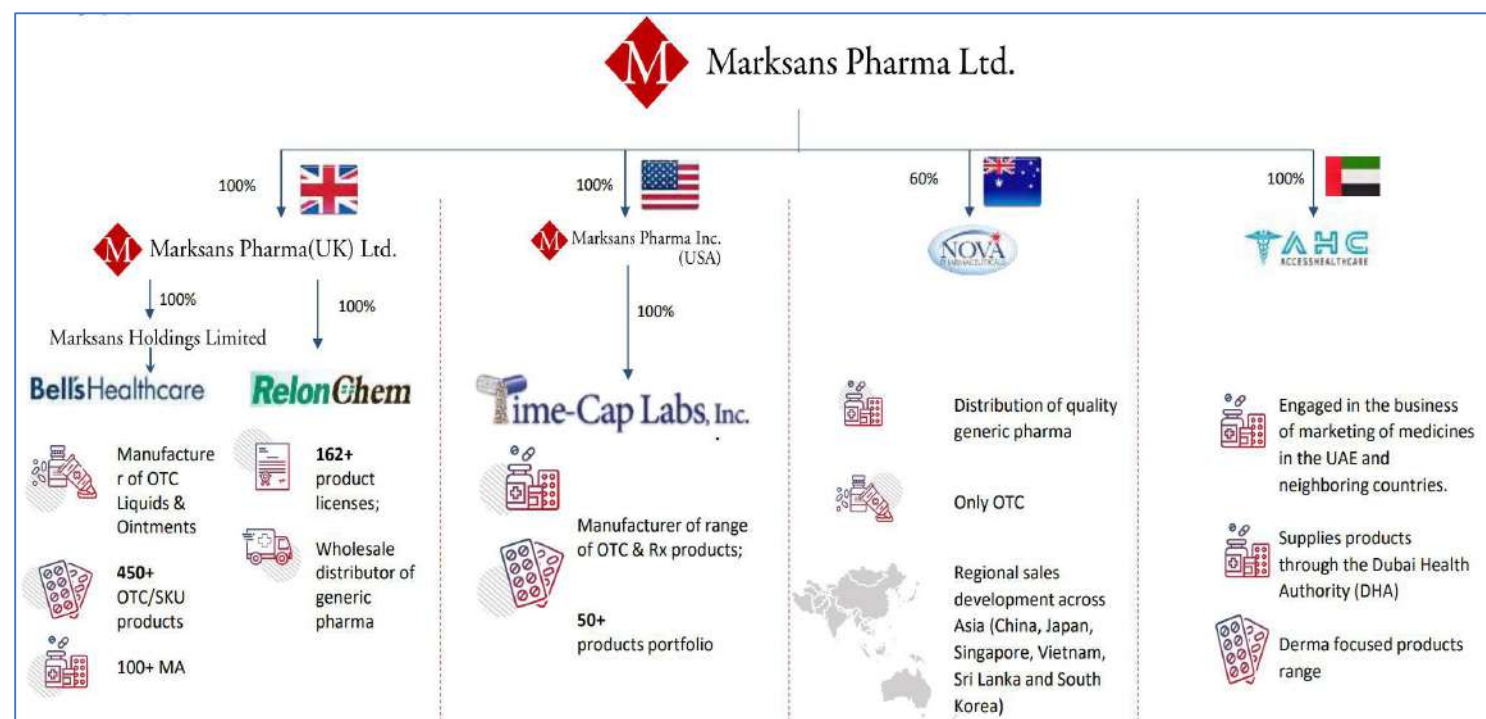 M Marksans Pharma Ltd.
100%
100%
60%
100%
M Marksans Pharma(UK) Ltd.
100%
100%
Marksans Holdings Limited
Bell'sHealthcare
RelonChem
Manufacture
r of OTC
Liquids &
Ointments
450+
OTC/SKU
products
100+ MA
162+
product
licenses;
Wholesale
distributor of
generic
pharma
M Marksans Pharma Inc.
(USA)
100%
Time-Cap Labs, Inc.
Manufacturer of range
of OTC & Rx products;
50+
products portfolio
NOVA
PHARMACEUTICALS
Distribution of quality
generic pharma
Only OTC
Regional sales
development across
Asia (China, Japan,
Singapore, Vietnam,
Sri Lanka and South
Korea)
AHC
ACCESSHEALTHCARE
Engaged in the business
of marketing of medicines
in the UAE and
neighboring countries.
Supplies products
through the Dubai Health
Authority (DHA)
Derma focused products
range